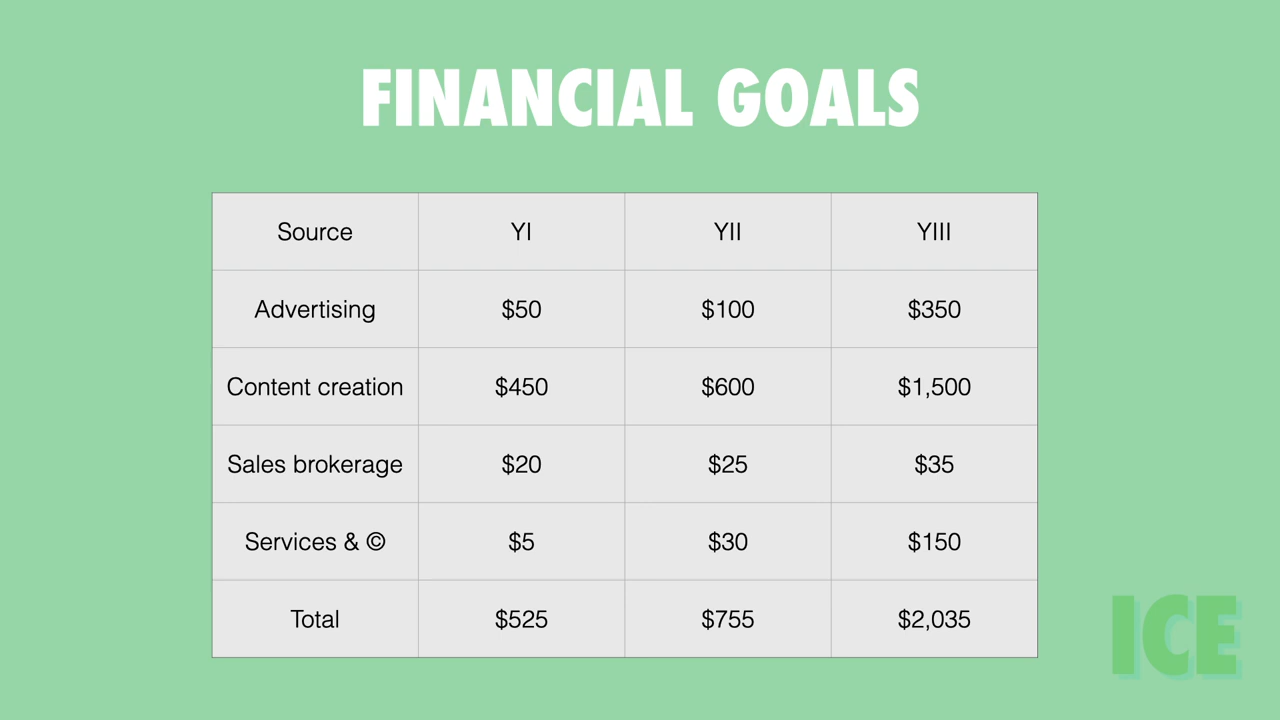 FINANCIAL GOALS
Source YI YII YIII
Advertising $50 $100 $350
Content creation $450 $600 $1,500
Sales brokerage $20 $25 $35
Services & © $5 $30 $150
Total $525 $755 $2,035
ICE